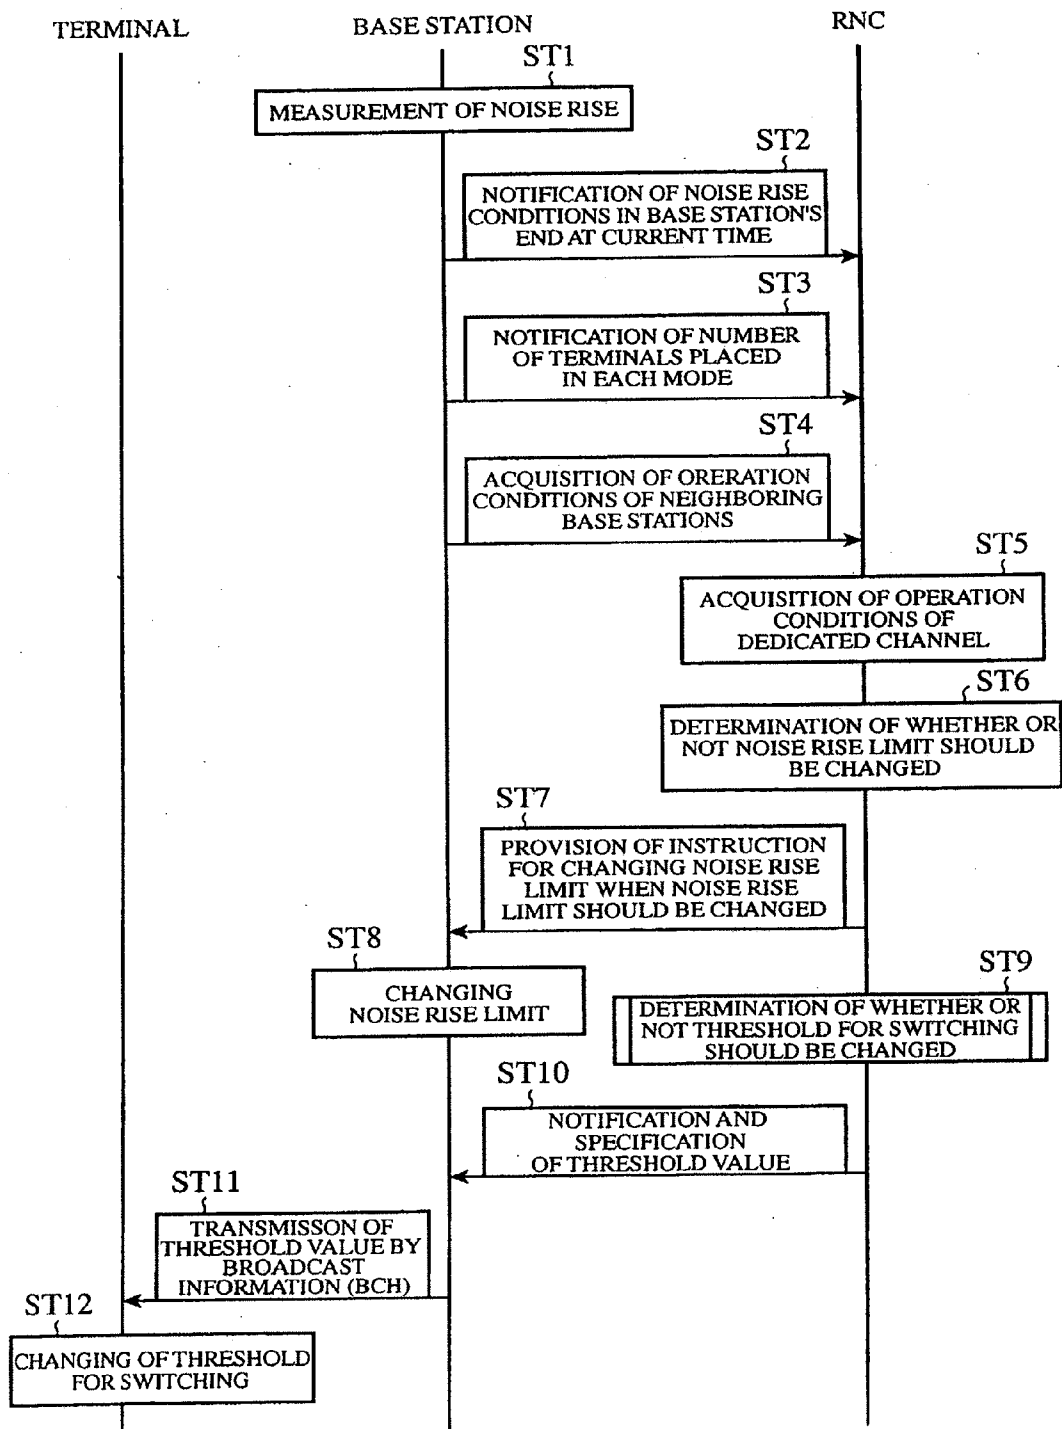 TERMINAL
BASE STATION
RNC
ST1
MEASUREMENT OF NOISE RISE
ST2
NOTIFICATION OF NOISE RISE
CONDITIONS IN BASE STATION'S
END AT CURRENT TIME
ST3
NOTIFICATION OF NUMBER
OF TERMINALS PLACED
IN EACH MODE
ST4
ACQUISITION OF ORERATION
CONDITIONS OF NEIGHBORING
BASE STATIONS
ST5
ACQUISITION OF OPERATION
CONDITIONS OF
DEDICATED CHANNEL
ST6
DETERMINATION OF WHETHER OR
NOT NOISE RISE LIMIT SHOULD
BE CHANGED
ST7
PROVISION OF INSTRUCTION
FOR CHANGING NOISE RISE
LIMIT WHEN NOISE RISE
LIMIT SHOULD BE CHANGED
ST8
CHANGING
NOISE RISE LIMIT
ST9
DETERMINATION OF WHETHER OR
NOT THRESHOLD FOR SWITCHING
SHOULD BE CHANGED
ST10
NOTIFICATION AND
SPECIFICATION
OF THRESHOLD VALUE
ST11
TRANSMISSON OF
THRESHOLD VALUE BY
BROADCAST
INFORMATION (BCH)
ST12
CHANGING OF THRESHOLD
FOR SWITCHING